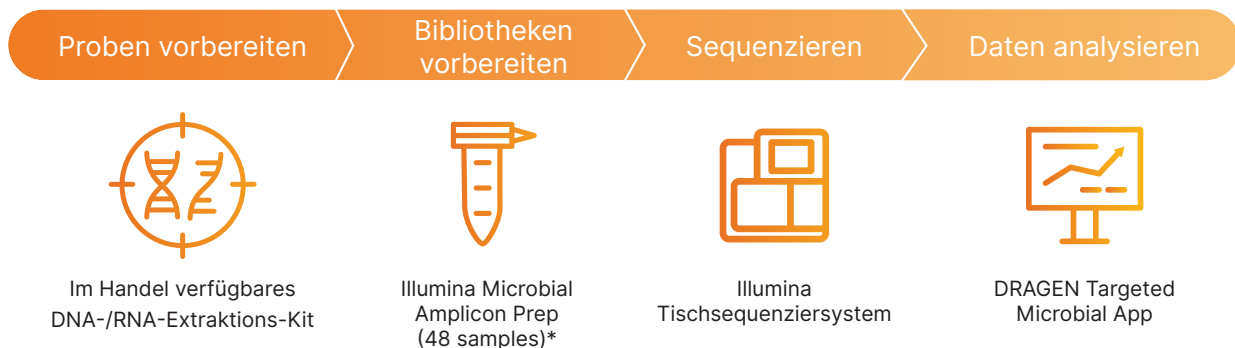 Proben vorbereiten
Bibliotheken
vorbereiten
Sequenzieren
Daten analysieren
Im Handel verfügbares
DNA-/RNA-Extraktions-Kit
Illumina Microbial
Amplicon Prep
(48 samples)*
Illumina
Tischsequenziersystem
DRAGEN Targeted
Microbial App